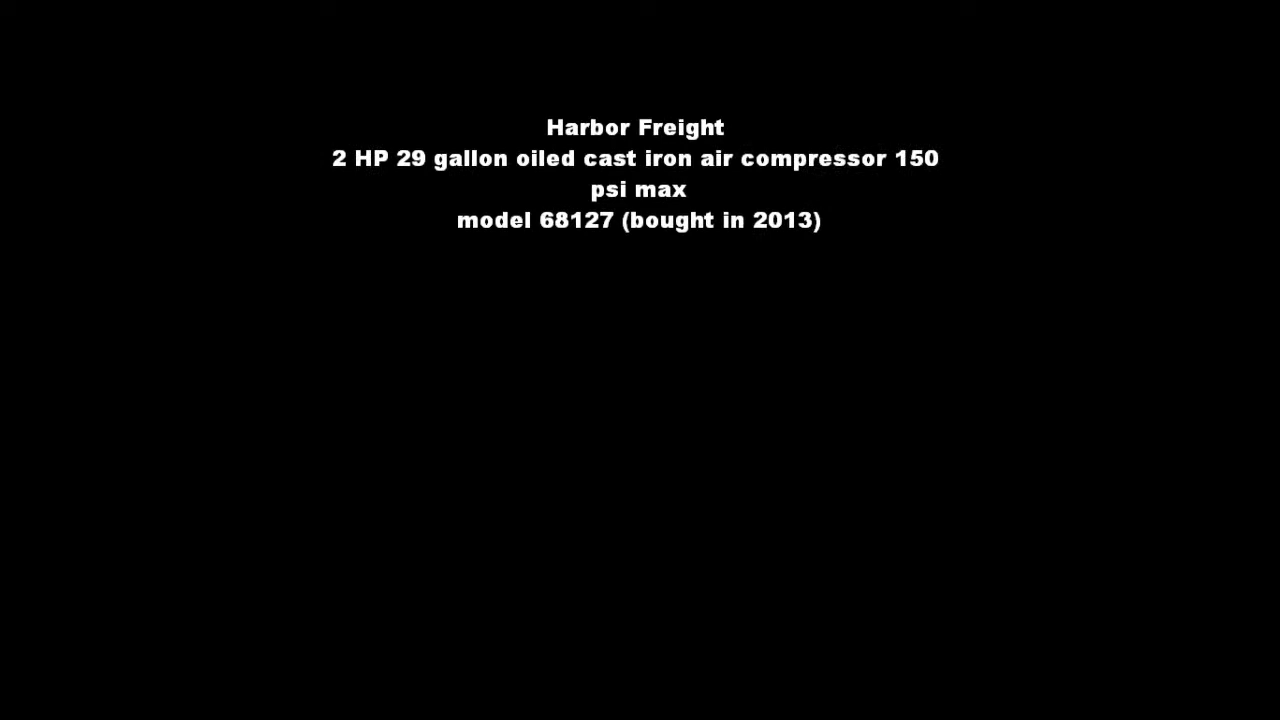 Harbor Freight
2 HP 29 gallon oiled cast iron air compressor 150
psi max
model 68127 (bought in 2013)